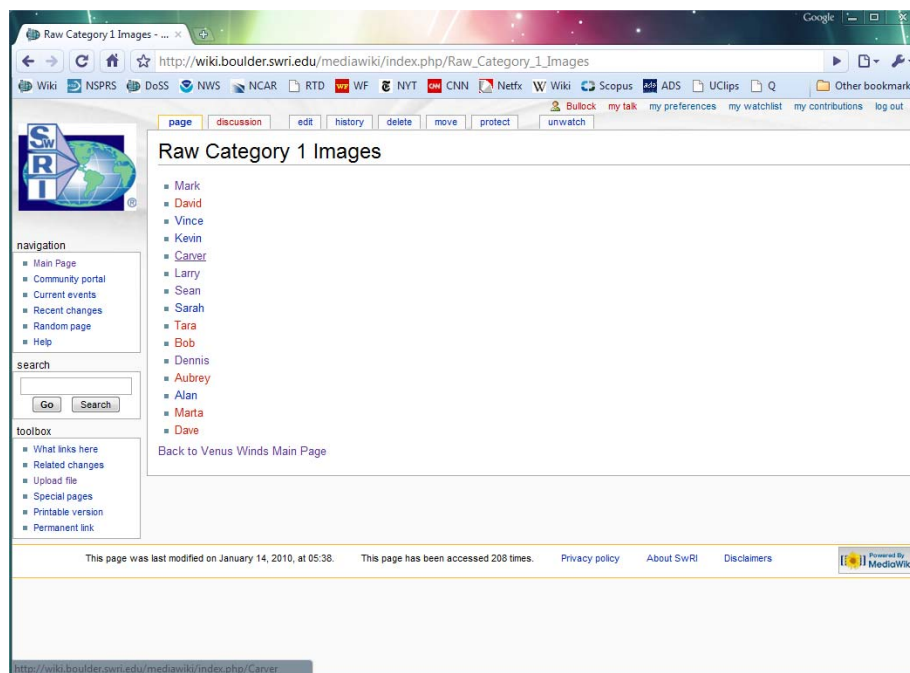 Google
Raw Category 1 Images - ...
http://wiki.boulder.swri.edu/mediawiki/index.php/Raw_Category_1_Images
Wiki NSPRS DoSS NWS NCAR RTD WF WF NYT CNN CNN Netfx W Wiki Scopus ads ADS UClips Q Other bookmark
Bullock my talk my preferences my watchlist my contributions log out
page discussion edit history delete move protect unwatch
SwRI ®
Raw Category 1 Images
Mark
David
Vince
Kevin
Carver
Larry
Sean
Sarah
Tara
Bob
Dennis
Aubrey
Alan
Marta
Dave
Back to Venus Winds Main Page
navigation
Main Page
Community portal
Current events
Recent changes
Random page
Help
search
Go Search
toolbox
What links here
Related changes
Upload file
Special pages
Printable version
Permanent link
This page was last modified on January 14, 2010, at 05:38. This page has been accessed 208 times. Privacy policy About SwRI Disclaimers
Powered By
MediaWik
http://wiki.boulder.swri.edu/mediawiki/index.php/Carver